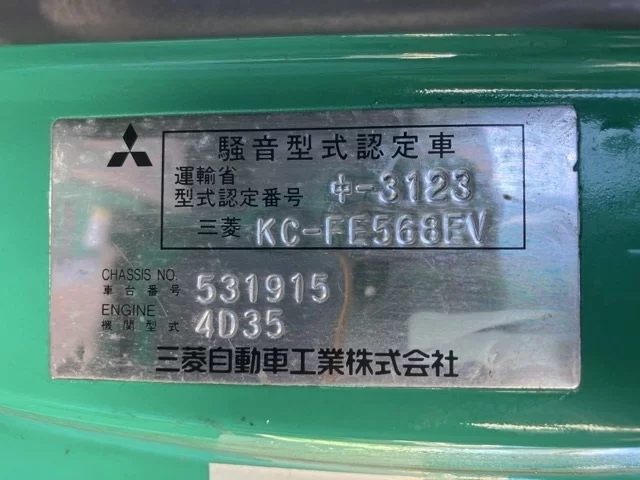 騒音型式認定車
運輸省
型式認定番号 中-3123
三菱 KC-FE568EV
CHASSIS NO.
車台番号 531915
ENGINE
機関型式 4D35
三菱自動車工業株式会社